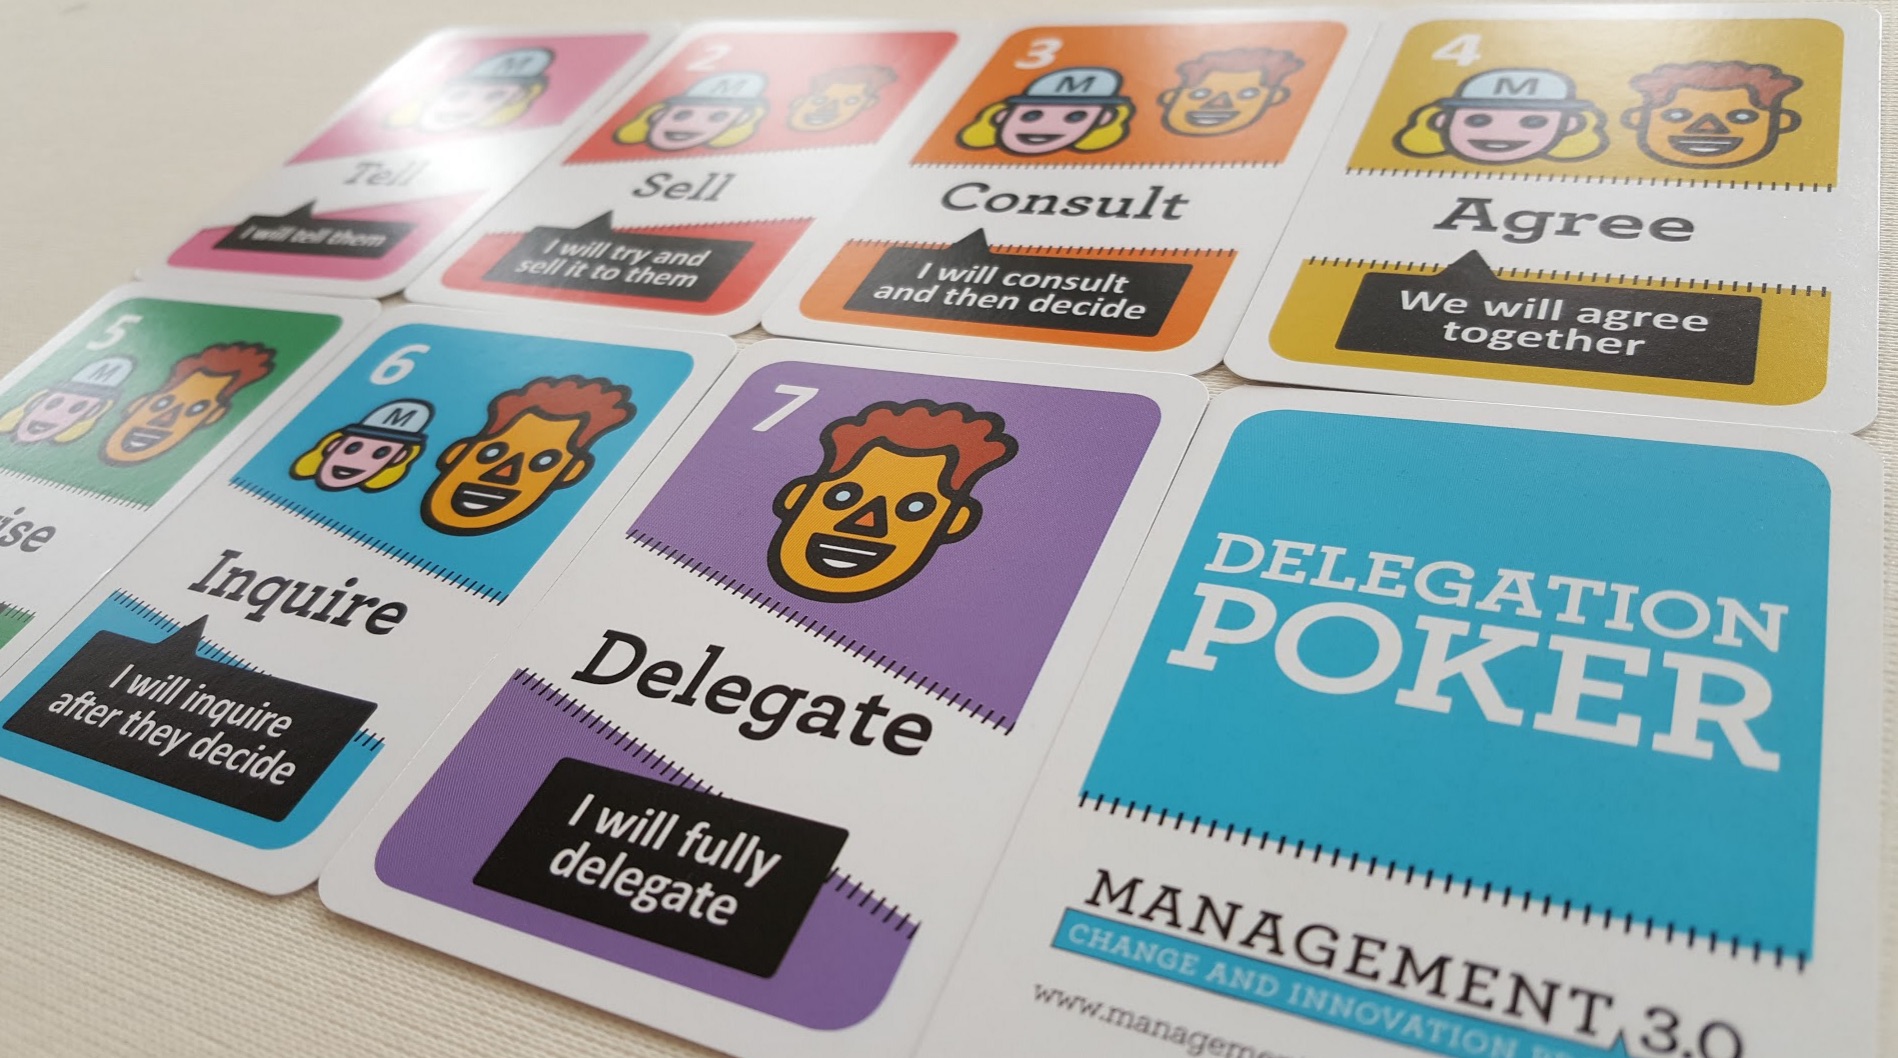 1
M
Tell
I will tell them
2
M
Sell
I will try and
sell it to them
3
M
Consult
I will consult
and then decide
4
M
Agree
We will agree
together
5
M
6
M
Inquire
I will inquire
after they decide
7
Delegate
I will fully
delegate
DELEGATION
POKER
MANAGEMENT 3.0
CHANGE AND INNOVATION